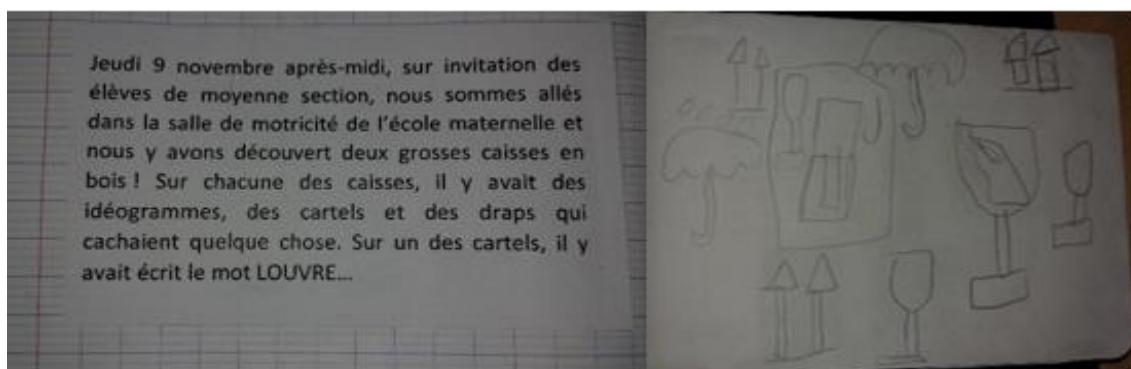 Jeudi 9 novembre après-midi, sur invitation des
élèves de moyenne section, nous sommes allés
dans la salle de motricité de l'école maternelle et
nous y avons découvert deux grosses caisses en
bois ! Sur chacune des caisses, il y avait des
idéogrammes, des cartels et des draps qui
cachaient quelque chose. Sur un des cartels, il y
avait écrit le mot LOUVRE...